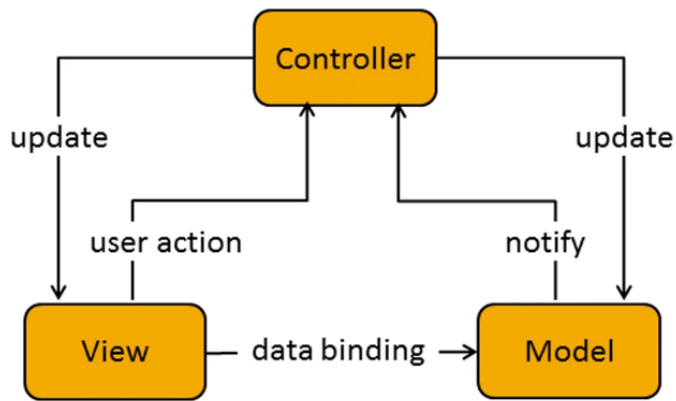 Controller
update
update
user action
notify
View
data binding
Model